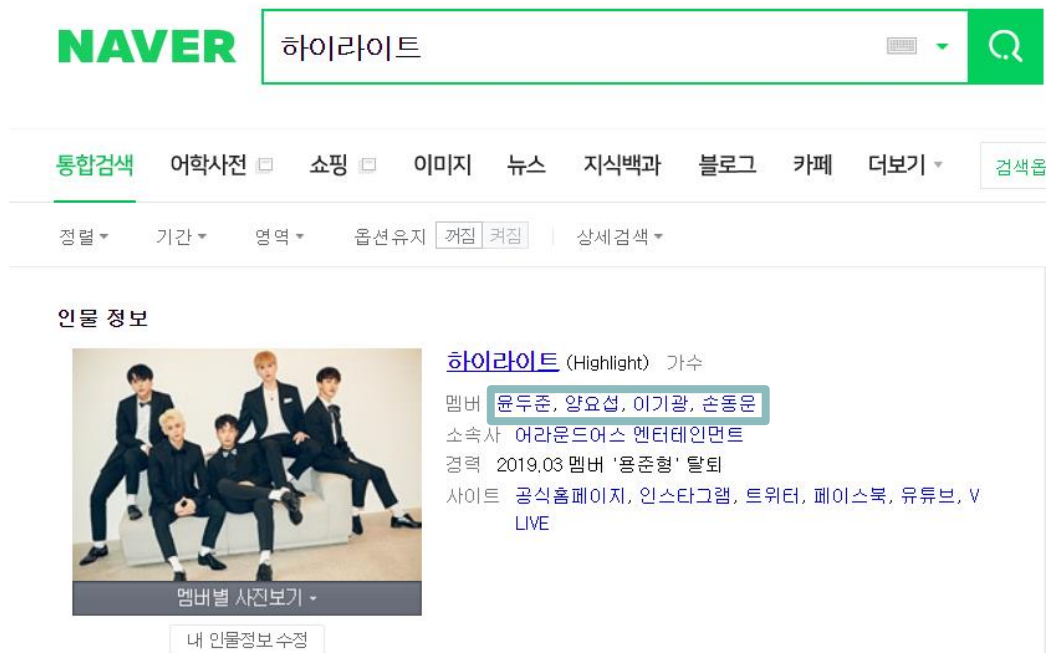 NAVER 하이라이트
통합검색 어학사전 쇼핑 이미지 뉴스 지식백과 블로그 카페 더보기 검색옵
정렬 기간 영역 옵션유지 꺼짐 켜짐 상세검색
인물 정보
하이라이트 (Highlight) 가수
멤버 윤두준, 양요섭, 이기광, 손동운
소속사 어라운드어스 엔터테인먼트
경력 2019.03 멤버 '용준형' 탈퇴
사이트 공식홈페이지, 인스타그램, 트위터, 페이스북, 유튜브, V
LIVE
멤버별 사진보기
내 인물정보 수정